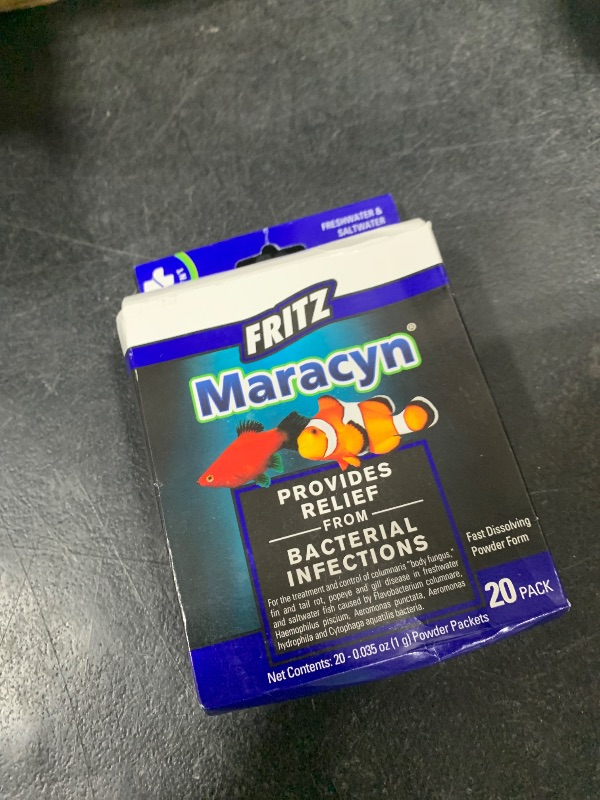 FRESHWATER &
SALTWATER
FRITZ
Maracyn®
PROVIDES
RELIEF
FROM
BACTERIAL
INFECTIONS
For the treatment and control of columnaris "body fungus,"
fin and tail rot, popeye and gill disease in freshwater
and saltwater fish caused by Flavobacterium columnare,
Haemophilus piscium, Aeromonas punctata, Aeromonas
hydrophila and Cytophaga aquatilis bacteria.
Fast Dissolving
Powder Form
20 PACK
Net Contents: 20 - 0.035 oz (1 g) Powder Packets